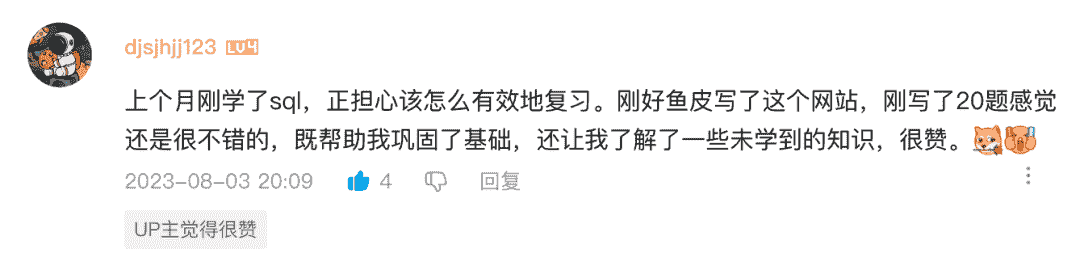 djsjhjj123 LV4
上个月刚学了sql，正担心该怎么有效地复习。刚好鱼皮写了这个网站，刚写了20题感觉
还是很不错的，既帮助我巩固了基础，还让我了解了一些未学到的知识，很赞。
2023-08-03 20:09 4 回复
UP主觉得很赞